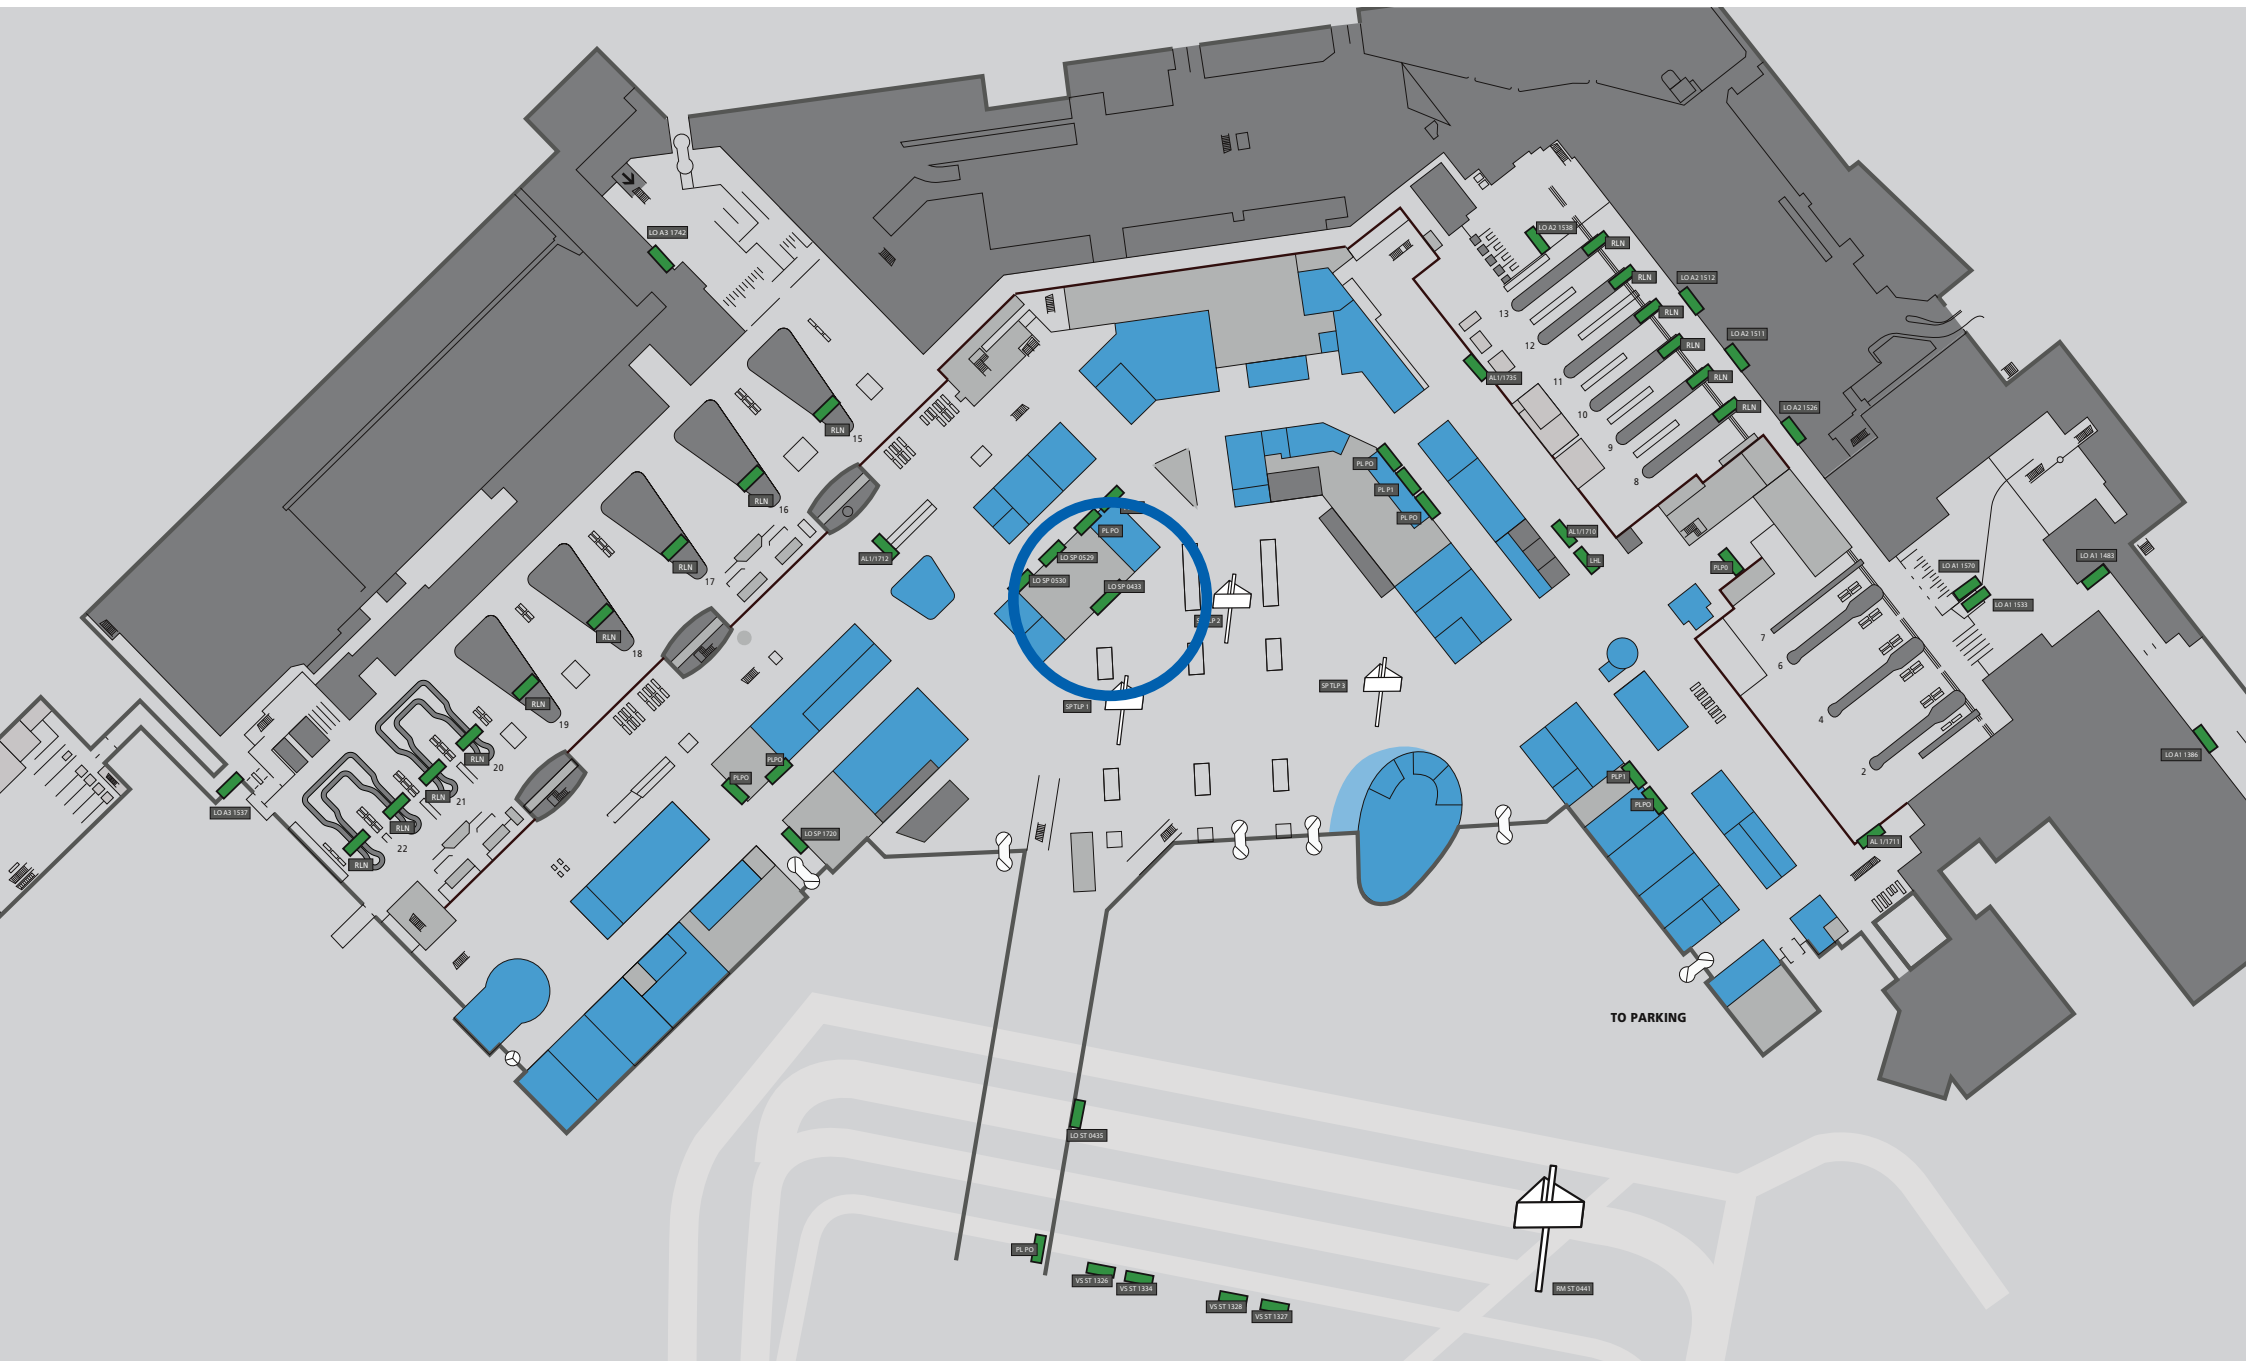 LO A3 1742
LO A2 1538
RLN
RLN
LO A2 1512
RLN
13
RLN
12
LO A2 1511
RLN
11
AL1/1735
RLN
10
LO A2 1526
9
8
RLN
15
RLN
16
PL PO
PL P1
PL PO
PL PO
AL1/1710
LHL
AL1/1712
LO SP 0529
LO SP 0530
LO SP 0433
PLP0
LO A1 1570
LO A1 1483
LO A1 1533
RLN
17
RLN
18
7
6
RLN
19
SP TLP 1
SP TLP 3
4
2
LO A1 1386
RLN
20
RLN
21
RLN
22
RLN
LO A3 1537
PLPO
PLPO
LO SP 1720
PLP1
PLPO
AL 1/1711
TO PARKING
LO ST 0435
PL PO
VS ST 1326
VS ST 1334
VS ST 1328
VS ST 1327
RM ST 0441